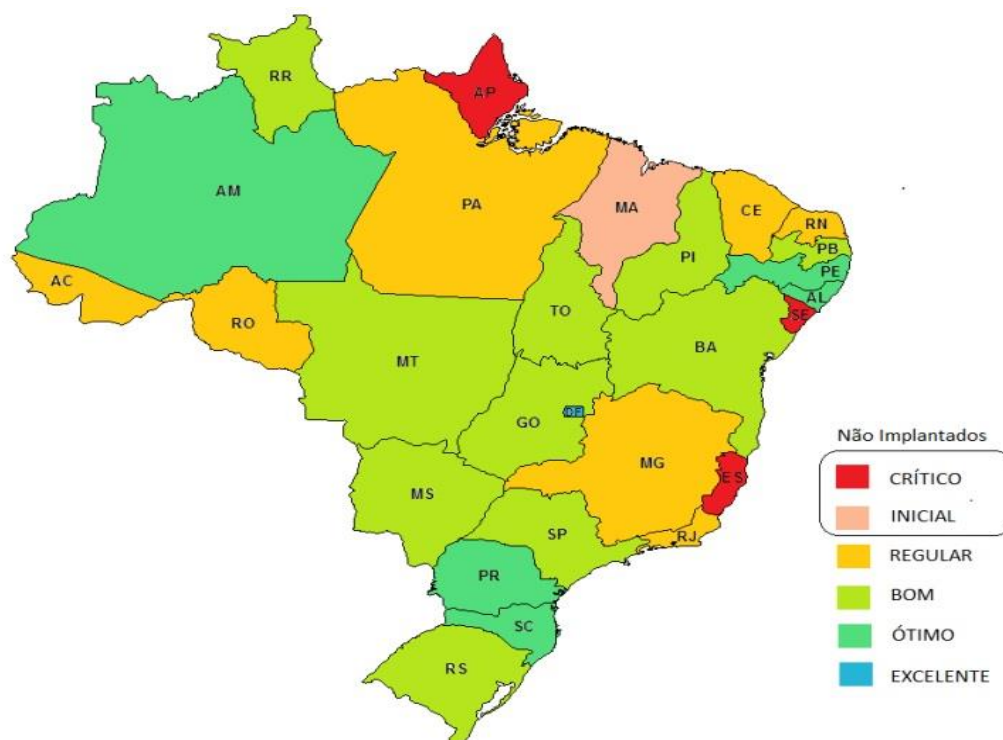 RR
AP
AM
PA
MA
CE
RN
PB
PI
PE
AC
AL
TO
SE
RO
BA
MT
DF
GO
Não Implantados
MG
ES
CRÍTICO
MS
INICIAL
SP
RJ
REGULAR
PR
BOM
SC
ÓTIMO
RS
EXCELENTE